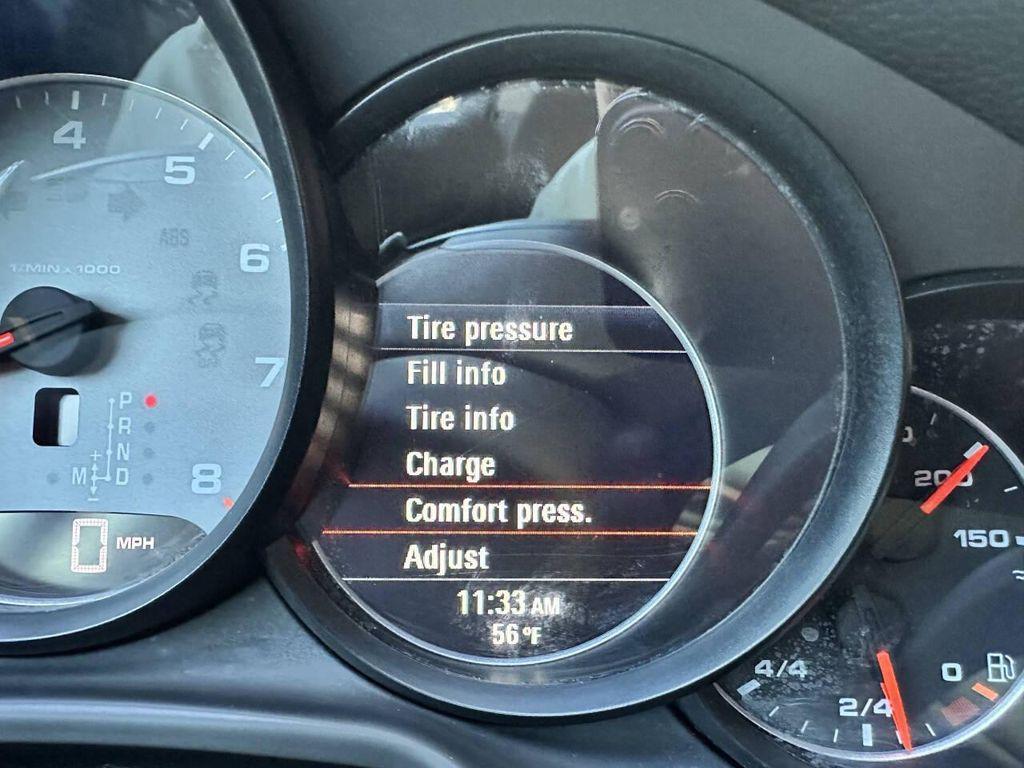 4
5
6
7
8
ABS
1/MIN x 1000
P
R
N
M D
+
-
0 MPH
Tire pressure
Fill info
Tire info
Charge
Comfort press.
Adjust
11:33 AM
56 °F
200
150
4/4
2/4
0